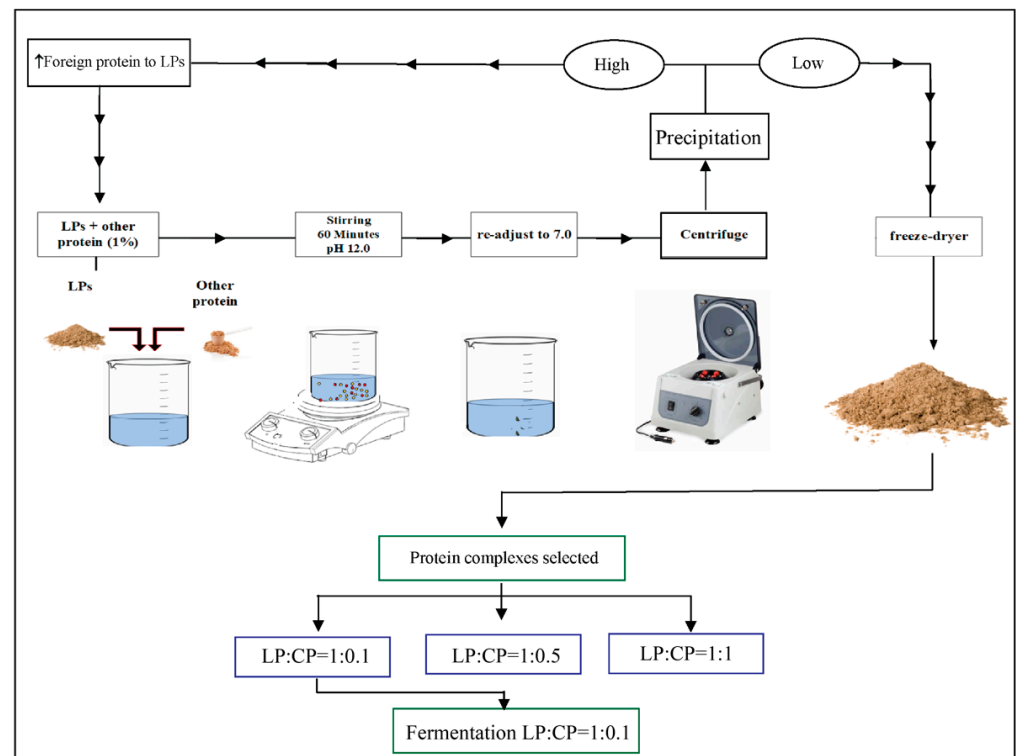 ↑Foreign protein to LPs
High
Low
Precipitation
LPs + other
protein (1%)
Stirring
60 Minutes
pH 12.0
re-adjust to 7.0
Centrifuge
freeze-dryer
LPs
Other
protein
Protein complexes selected
LP:CP=1:0.1
LP:CP=1:0.5
LP:CP=1:1
Fermentation LP:CP=1:0.1